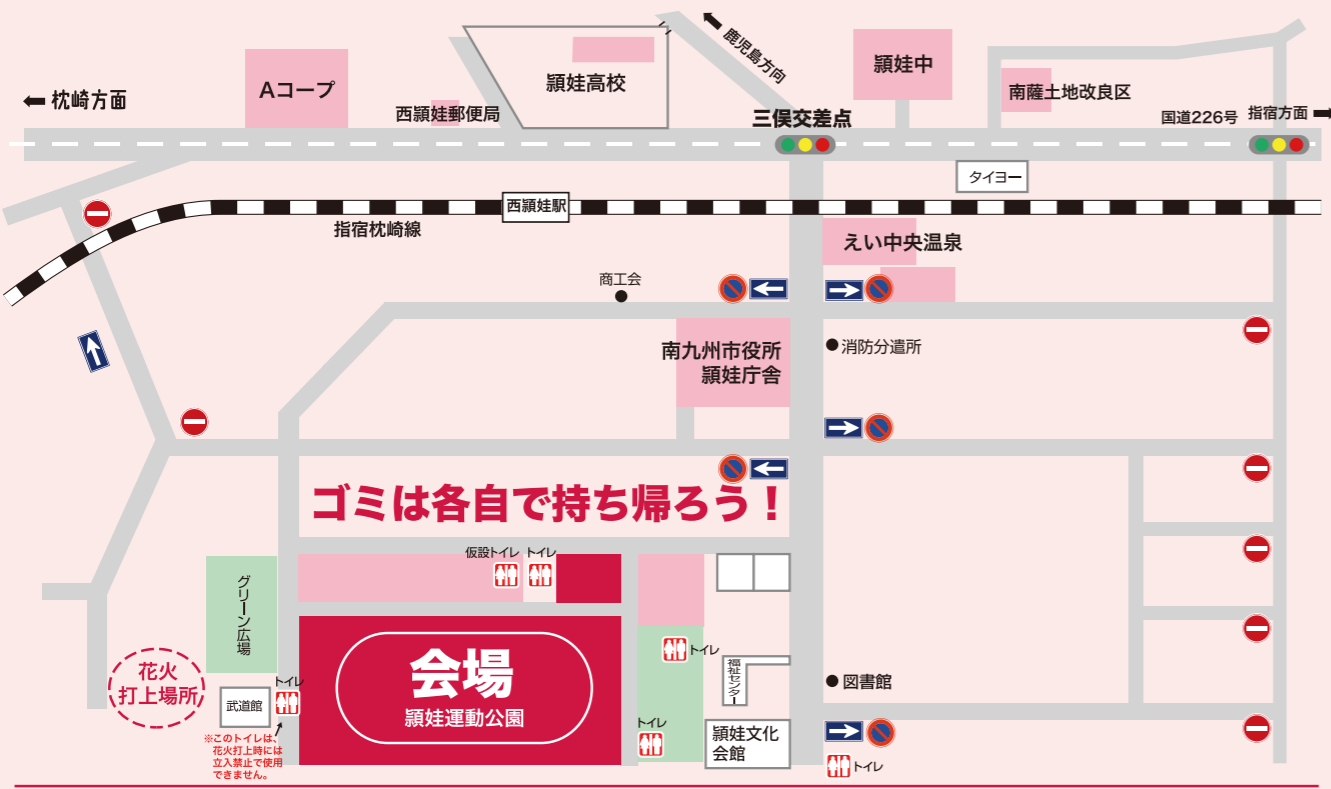 鹿児島方向
Aコープ
頴娃高校
頴娃中
枕崎方面
西頴娃郵便局
南薩土地改良区
三俣交差点
国道226号
指宿方面
タイヨー
西頴娃駅
指宿枕崎線
えい中央温泉
商工会
南九州市役所
頴娃庁舎
消防分遣所
ゴミは各自で持ち帰ろう！
仮設トイレ
トイレ
グリーン広場
花火
打上場所
会場
頴娃運動公園
トイレ
武道館
トイレ
※このトイレは、
花火打上時には
立入禁止で使用
できません。
福祉センター
図書館
トイレ
頴娃文化
会館
トイレ